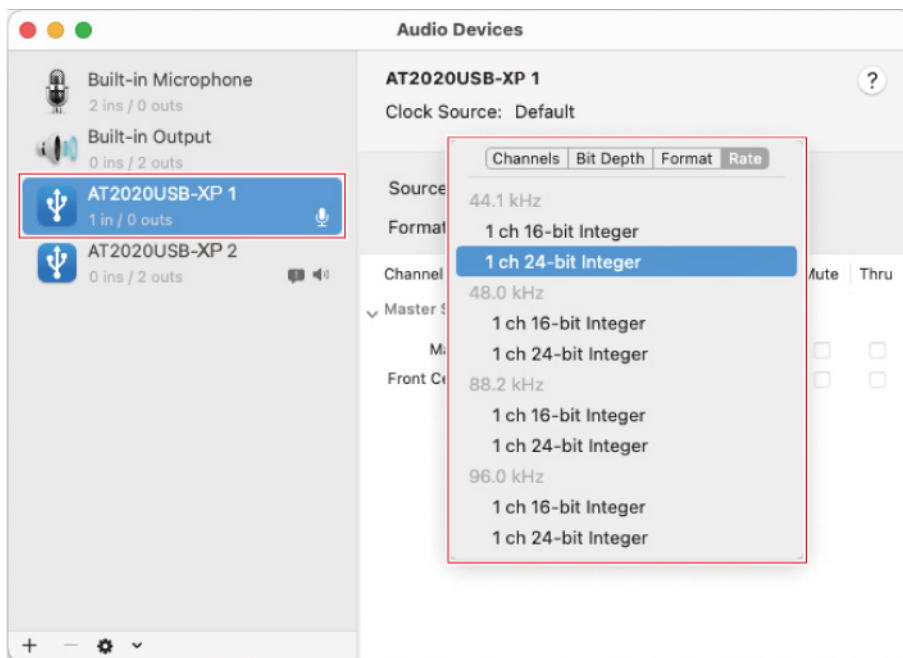 Audio Devices
Built-in Microphone
2 ins / 0 outs
Built-in Output
0 ins / 2 outs
AT2020USB-XP 1
1 in / 0 outs
AT2020USB-XP 2
0 ins / 2 outs
AT2020USB-XP 1
?
Clock Source: Default
Source
Format
Channels Bit Depth Format Rate
44.1 kHz
1 ch 16-bit Integer
1 ch 24-bit Integer
48.0 kHz
1 ch 16-bit Integer
1 ch 24-bit Integer
88.2 kHz
1 ch 16-bit Integer
1 ch 24-bit Integer
96.0 kHz
1 ch 16-bit Integer
1 ch 24-bit Integer
Channel
Mute Thru
Master
Front